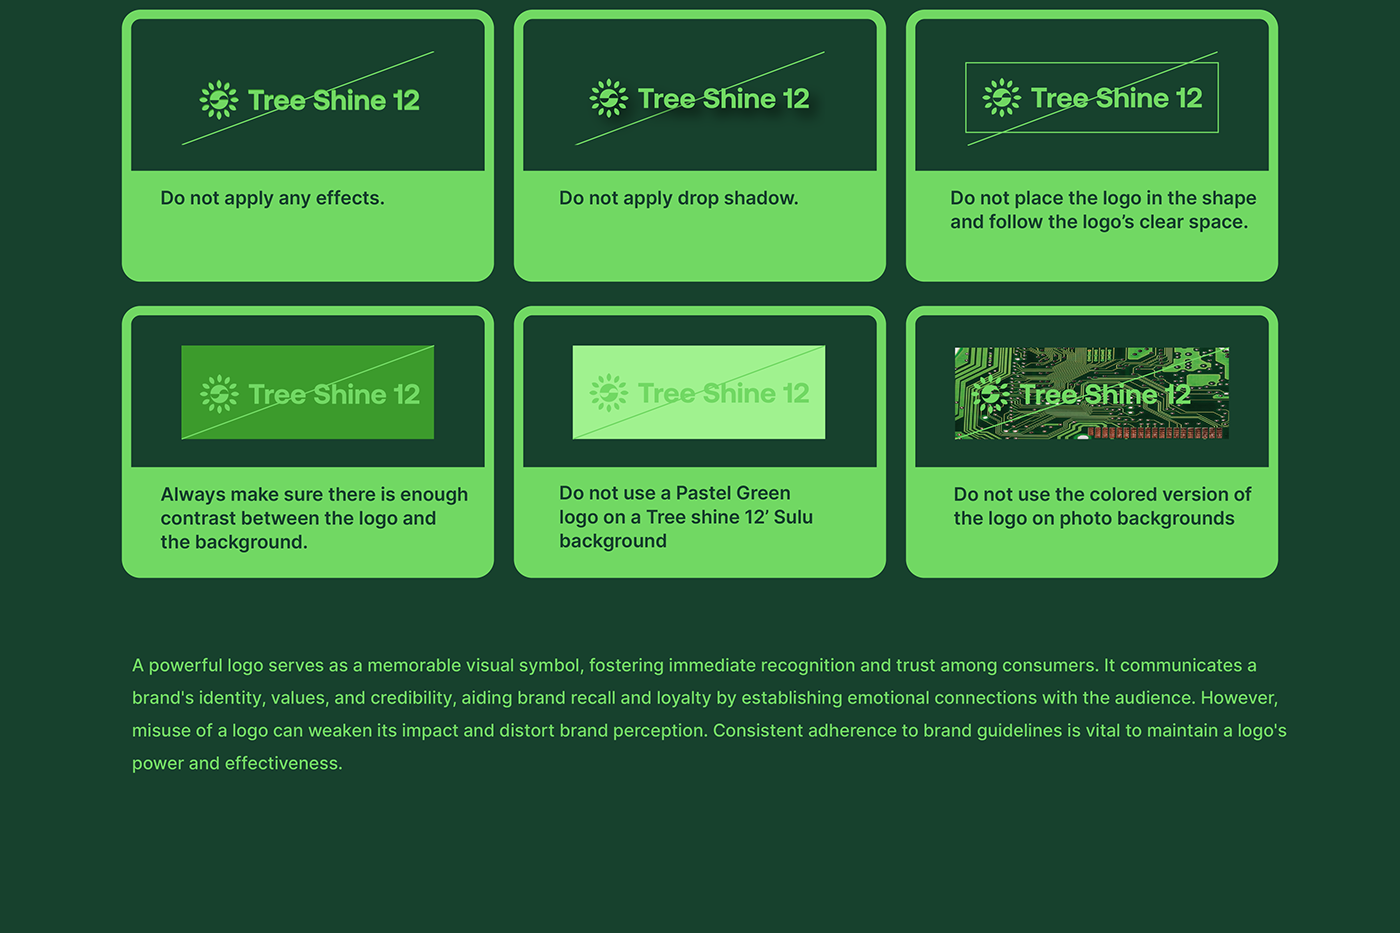 Tree Shine 12
Do not apply any effects.
Tree Shine 12
Do not apply drop shadow.
Tree Shine 12
Do not place the logo in the shape
and follow the logo’s clear space.
Tree Shine 12
Always make sure there is enough
contrast between the logo and
the background.
Tree Shine 12
Do not use a Pastel Green
logo on a Tree shine 12’ Sulu
background
Tree Shine 12
Do not use the colored version of
the logo on photo backgrounds
A powerful logo serves as a memorable visual symbol, fostering immediate recognition and trust among consumers. It communicates a
brand's identity, values, and credibility, aiding brand recall and loyalty by establishing emotional connections with the audience. However,
misuse of a logo can weaken its impact and distort brand perception. Consistent adherence to brand guidelines is vital to maintain a logo's
power and effectiveness.